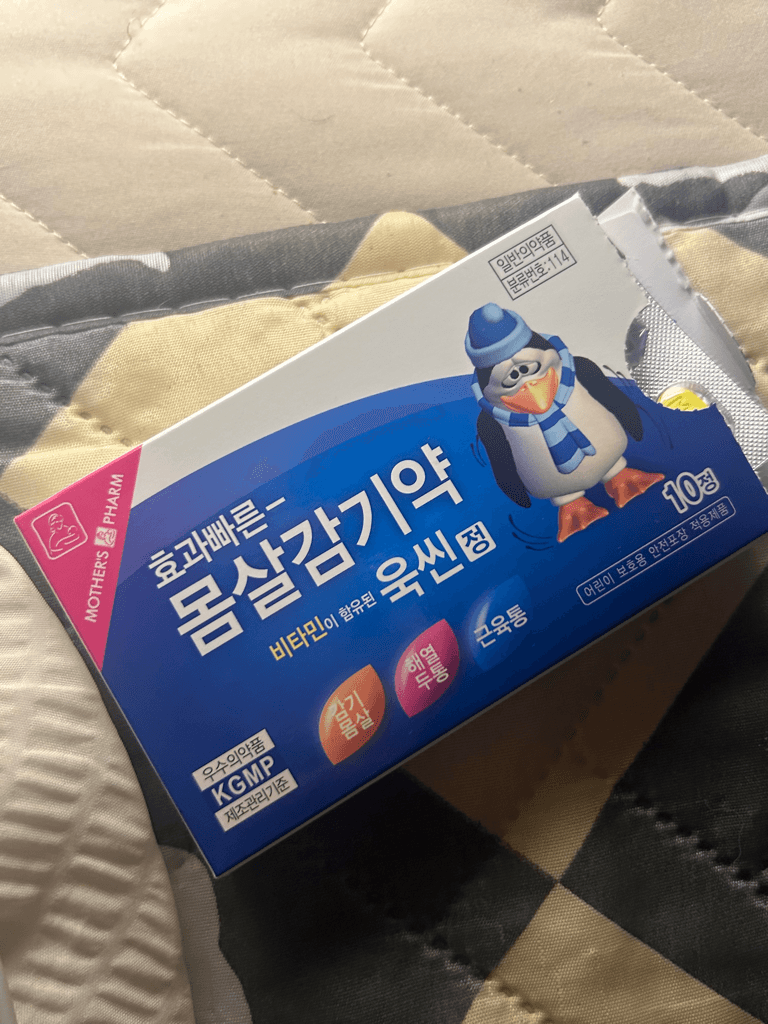 일반의약품
분류번호:114
MOTHER'S PHARM
효과빠른-
몸살감기약
비타민이 함유된 욱씬정
10정
어린이 보호용 안전포장 적용제품
감기
몸살
해열
두통
근육통
우수의약품
KGMP
제조관리기준